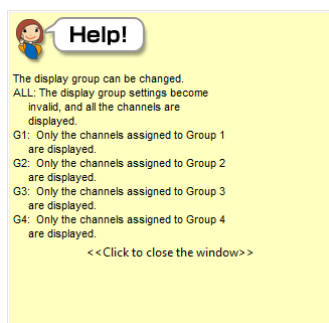 Help!
The display group can be changed.
ALL: The display group settings become
invalid, and all the channels are
displayed.
G1: Only the channels assigned to Group 1
are displayed.
G2: Only the channels assigned to Group 2
are displayed.
G3: Only the channels assigned to Group 3
are displayed.
G4: Only the channels assigned to Group 4
are displayed.
<<Click to close the window>>